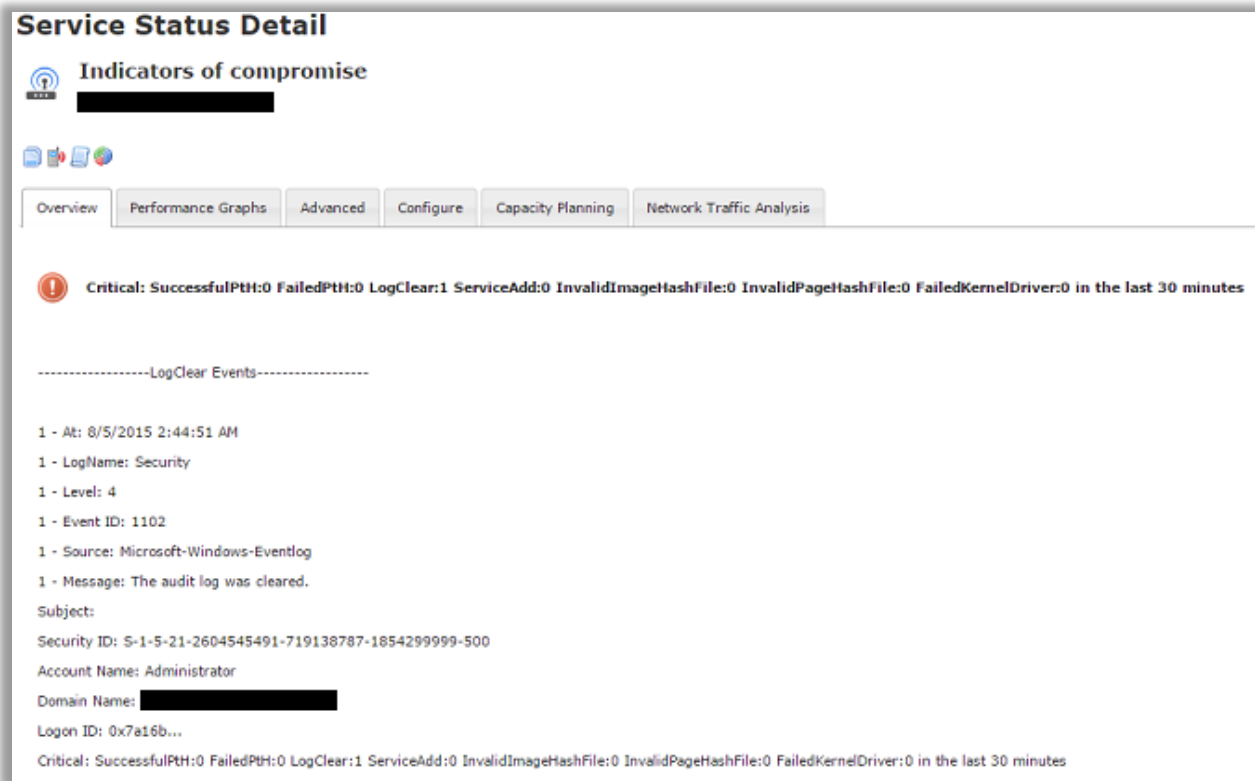 Service Status Detail
Indicators of compromise
Overview Performance Graphs Advanced Configure Capacity Planning Network Traffic Analysis
Critical: SuccessfulPtH:0 FailedPtH:0 LogClear:1 ServiceAdd:0 InvalidImageHashFile:0 InvalidPageHashFile:0 FailedKernelDriver:0 in the last 30 minutes
------------------LogClear Events------------------
1 - At: 8/5/2015 2:44:51 AM
1 - LogName: Security
1 - Level: 4
1 - Event ID: 1102
1 - Source: Microsoft-Windows-Eventlog
1 - Message: The audit log was cleared.
Subject:
Security ID: S-1-5-21-2604545491-719138787-1854299999-500
Account Name: Administrator
Domain Name:
Logon ID: 0x7a16b...
Critical: SuccessfulPtH:0 FailedPtH:0 LogClear:1 ServiceAdd:0 InvalidImageHashFile:0 InvalidPageHashFile:0 FailedKernelDriver:0 in the last 30 minutes